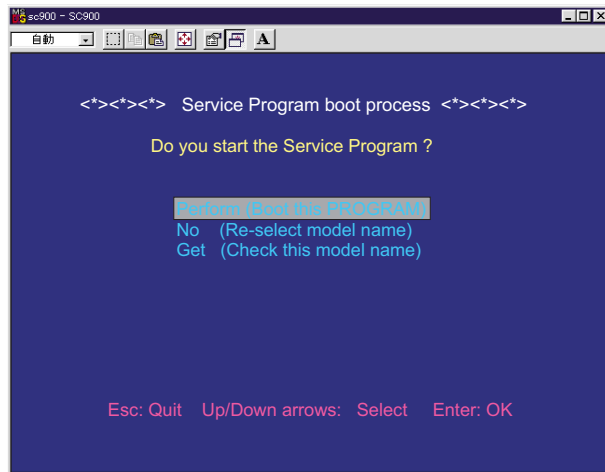 sc900 - SC900
自動
A
<*><*><*> Service Program boot process <*><*><*>
Do you start the Service Program ?
Perform (Boot this PROGRAM)
No (Re-select model name)
Get (Check this model name)
Esc: Quit Up/Down arrows: Select Enter: OK